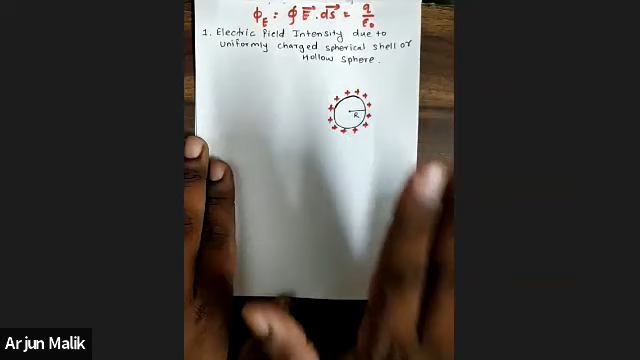 ΦE = ∮ E⃗ . ds⃗ = q/ε₀
1. Electric field Intensity due to
uniformly charged spherical shell or
Hollow sphere.
R
Arjun Malik